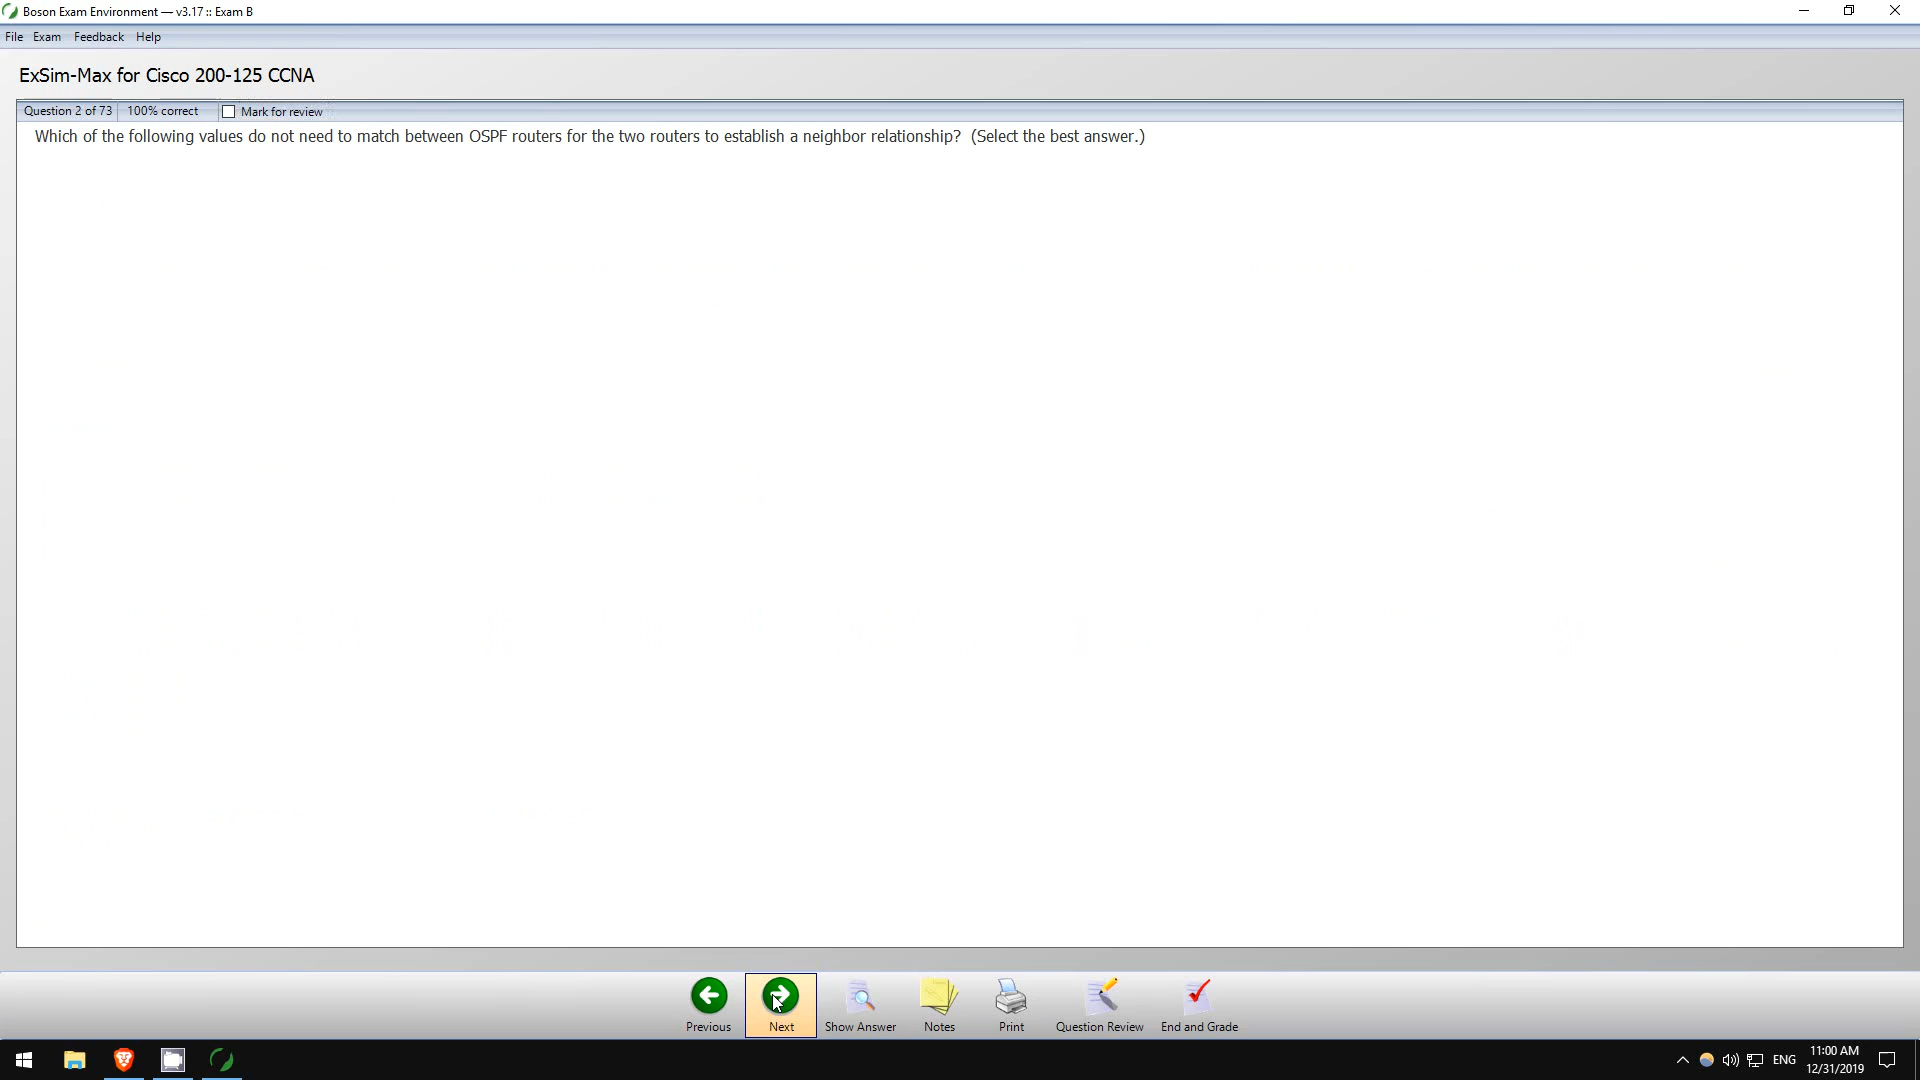 Boson Exam Environment — v3.17 :: Exam B
File Exam Feedback Help
ExSim-Max for Cisco 200-125 CCNA
Question 2 of 73 100% correct Mark for review
Which of the following values do not need to match between OSPF routers for the two routers to establish a neighbor relationship? (Select the best answer.)
Previous Next Show Answer Notes Print Question Review End and Grade
ENG
11:00 AM
12/31/2019